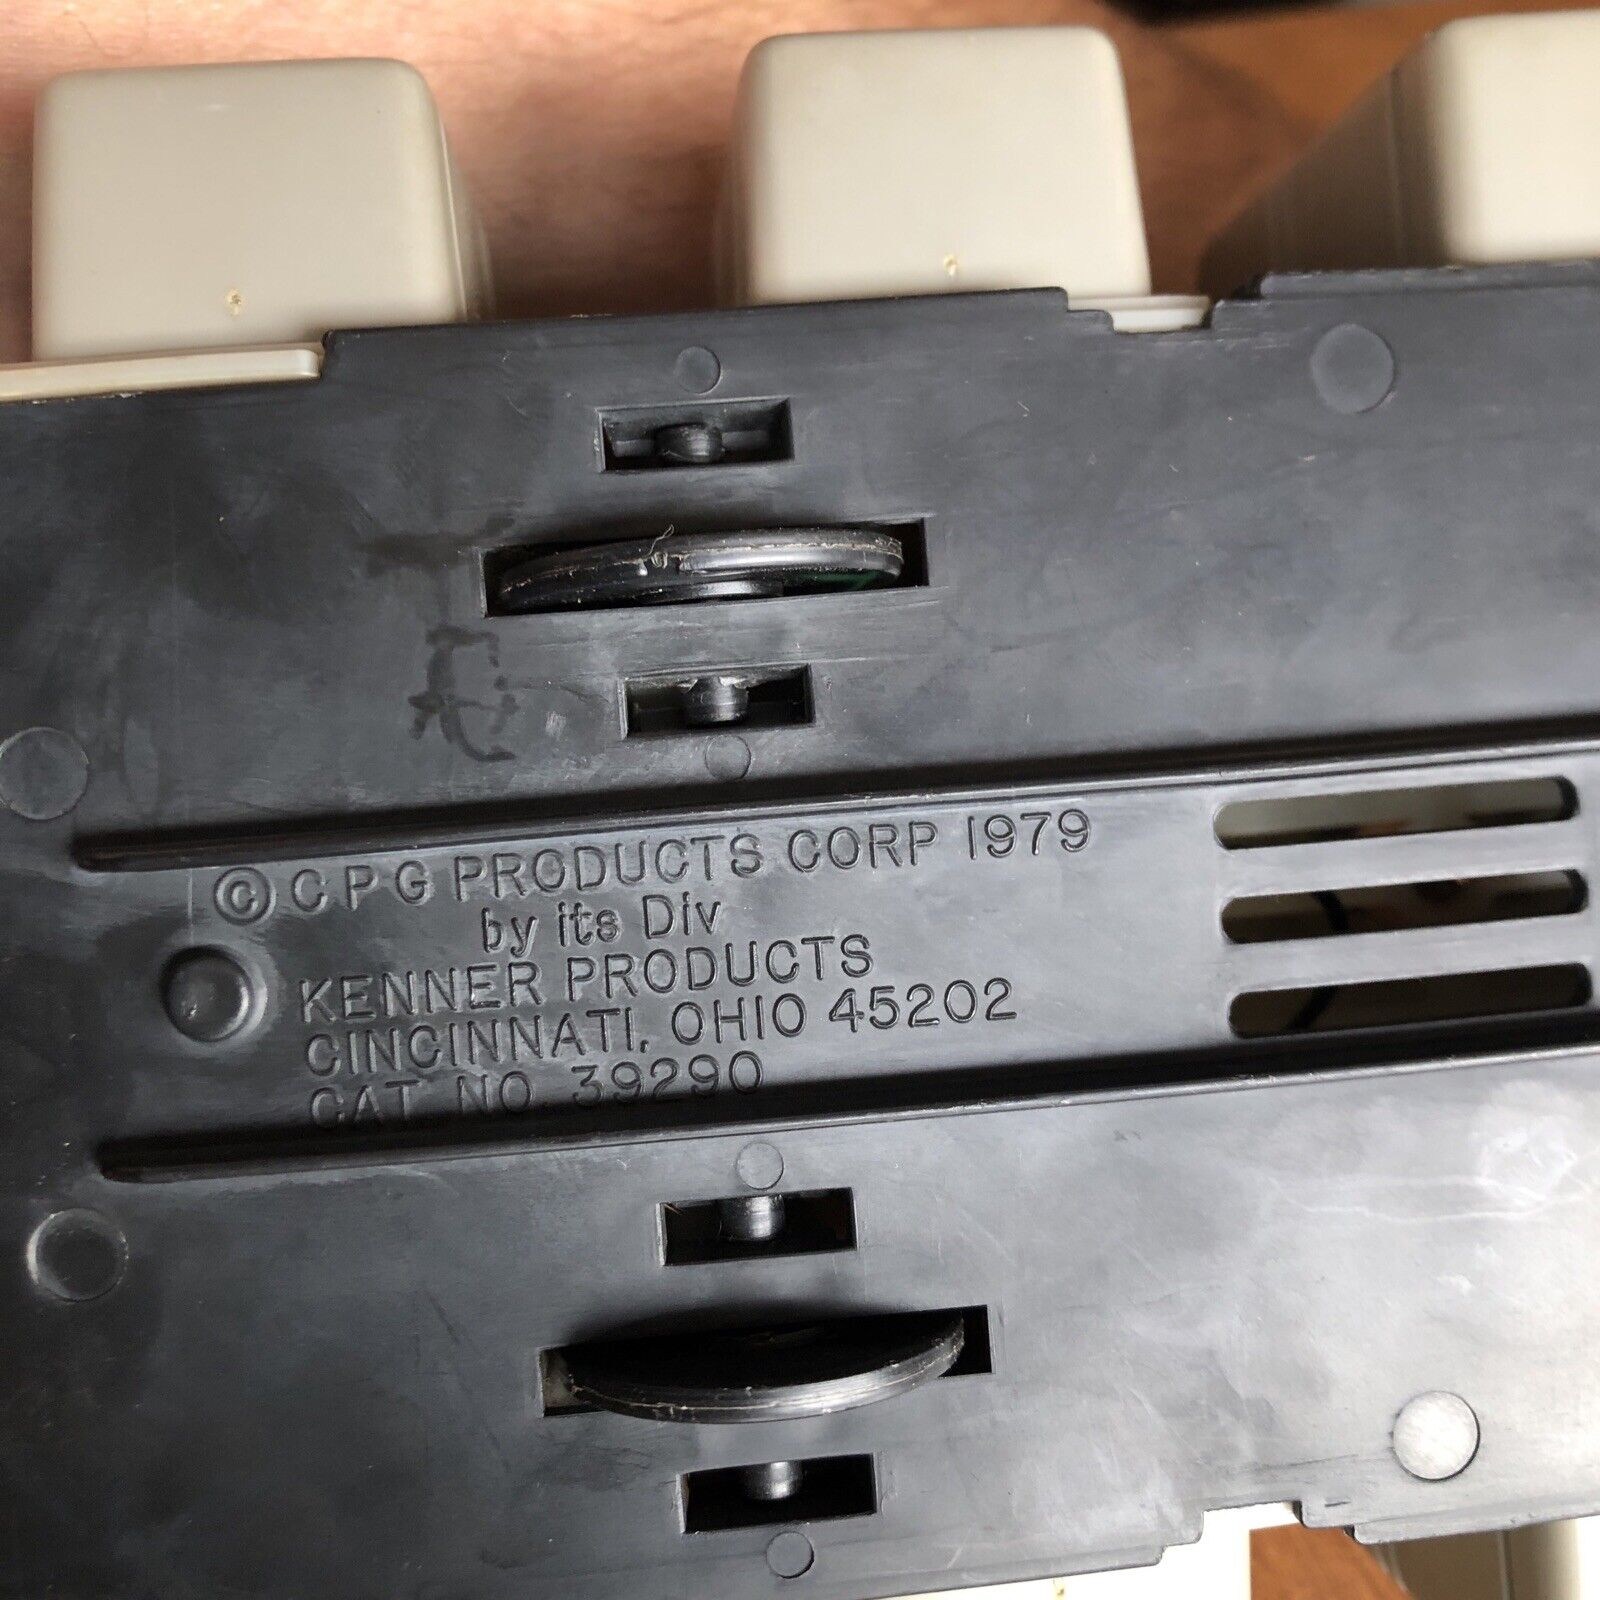 © C P G PRODUCTS CORP 1979
by its Div
KENNER PRODUCTS
CINCINNATI, OHIO 45202
CAT. NO. 39290